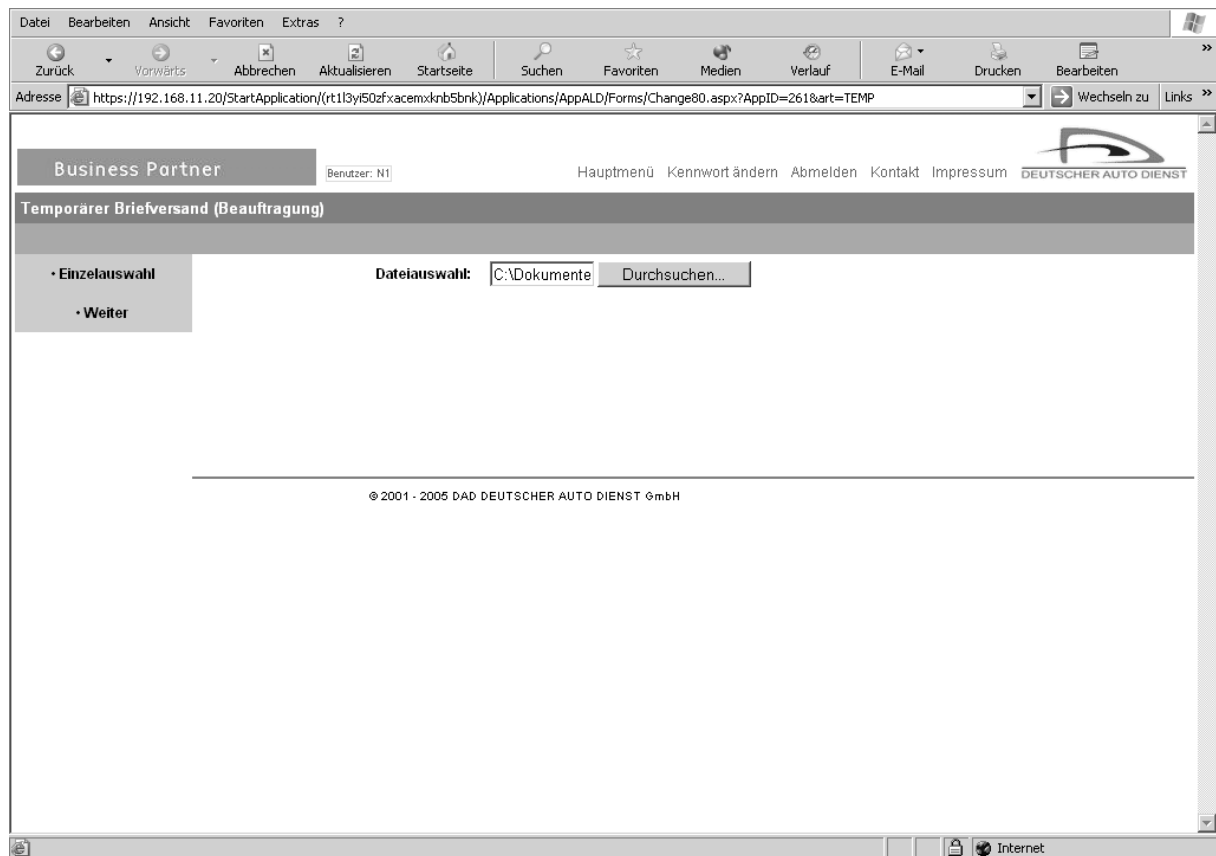 Datei Bearbeiten Ansicht Favoriten Extras ?
Zurück Vorwärts Abbrechen Aktualisieren Startseite Suchen Favoriten Medien Verlauf E-Mail Drucken Bearbeiten »
Adresse https://192.168.11.20/StartApplication/(rt1l3yi50zfxacemxknb5bnk)/Applications/AppALD/Forms/Change80.aspx?AppID=261&art=TEMP Wechseln zu Links »
Business Partner Benutzer: N1 Hauptmenü Kennwort ändern Abmelden Kontakt Impressum DEUTSCHER AUTO DIENST
Temporärer Briefversand (Beauftragung)
• Einzelauswahl Dateiauswahl: C:\Dokumente Durchsuchen...
• Weiter
© 2001 - 2005 DAD DEUTSCHER AUTO DIENST GmbH
Internet